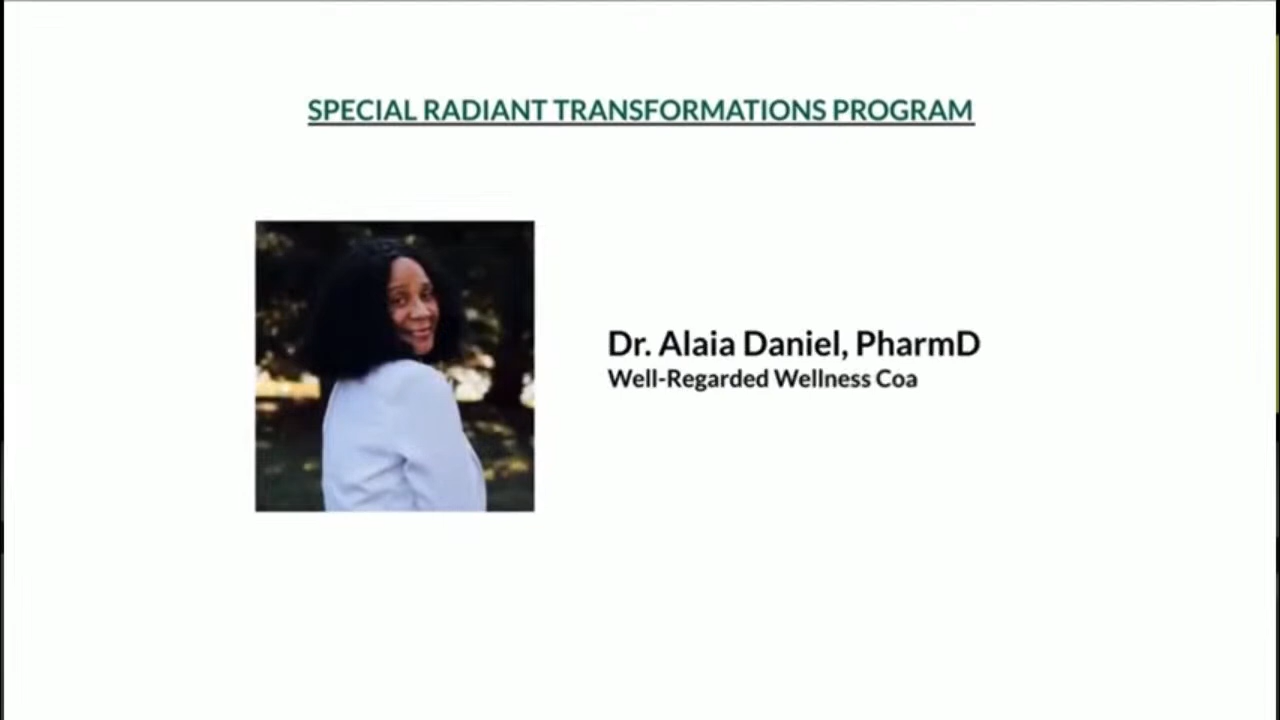 SPECIAL RADIANT TRANSFORMATIONS PROGRAM
Dr. Alaia Daniel, PharmD
Well-Regarded Wellness Coa